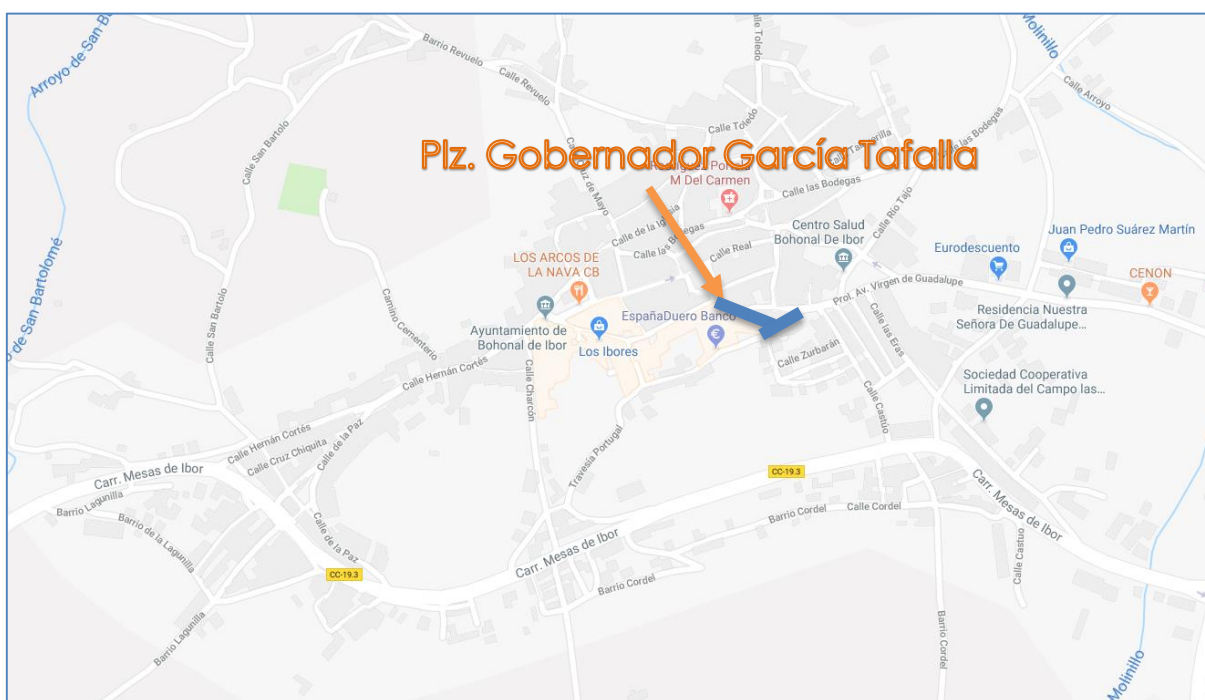 Arroyo de San B
Barrio Revuelo
Calle Revuelo
Calle Toledo
Molinillo
Calle Arroyo
Calle San Bartolo
Calle Toledo
Calle las Bodegas
Plz. Gobernador García Tafalla
M Del Carmen
Calle las Bodegas
Calle de la Iglesia
Calle las Bodegas
Calle Real
Calle Río Tajo
Centro Salud
Bohonal De Ibor
Juan Pedro Suárez Martín
Eurodescuento
CENON
LOS ARCOS DE
LA NAVA CB
Prol. Av. Virgen de Guadalupe
Residencia Nuestra
Señora De Guadalupe...
de San Bartolomé
Calle San Bartolo
Camino Cementerio
Ayuntamiento de
Bohonal de Ibor
Los Ibores
EspañaDuero Banco
Calle Zurbarán
Calle las Eras
Calle Castúo
Sociedad Cooperativa
Limitada del Campo las...
Calle Hernán Cortés
Calle Charcón
Calle Hernán Cortés
Calle Cruz Chiquita
Calle de la Paz
Travesía Portugal
Carr. Mesas de Ibor
Barrio Lagunilla
Barrio de la Lagunilla
Calle de la Paz
CC-19.3
CC-19.3
Carr. Mesas de Ibor
Barrio Cordel
Calle Cordel
Carr. Mesas de Ibor
Calle Castuo
Barrio Cordel
Barrio Lagunilla
Barrio Cordel
Molinillo